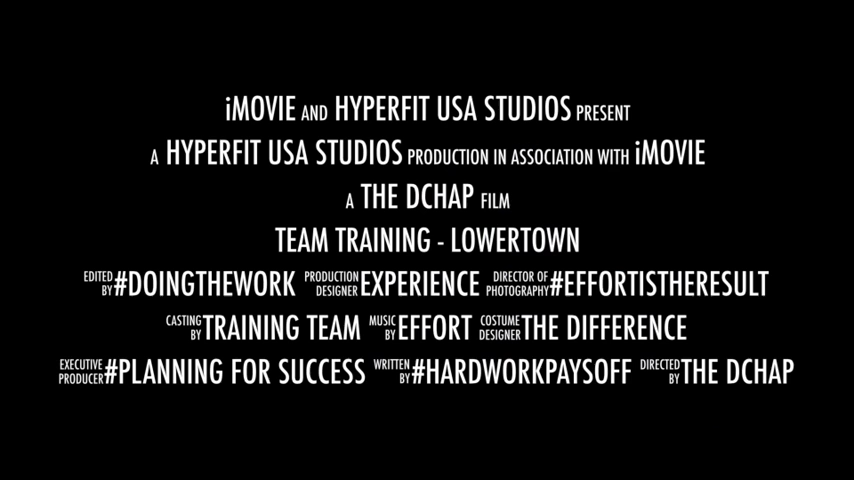 iMOVIE AND HYPERFIT USA STUDIOS PRESENT
A HYPERFIT USA STUDIOS PRODUCTION IN ASSOCIATION WITH iMOVIE
A THE DCHAP FILM
TEAM TRAINING - LOWERTOWN
EDITED BY #DOINGTHEWORK PRODUCTION DESIGNER EXPERIENCE DIRECTOR OF PHOTOGRAPHY #EFFORTISTHERESULT
CASTING BY TRAINING TEAM MUSIC BY EFFORT COSTUME DESIGNER THE DIFFERENCE
EXECUTIVE PRODUCER #PLANNING FOR SUCCESS WRITTEN BY #HARDWORKPAYSOFF DIRECTED BY THE DCHAP